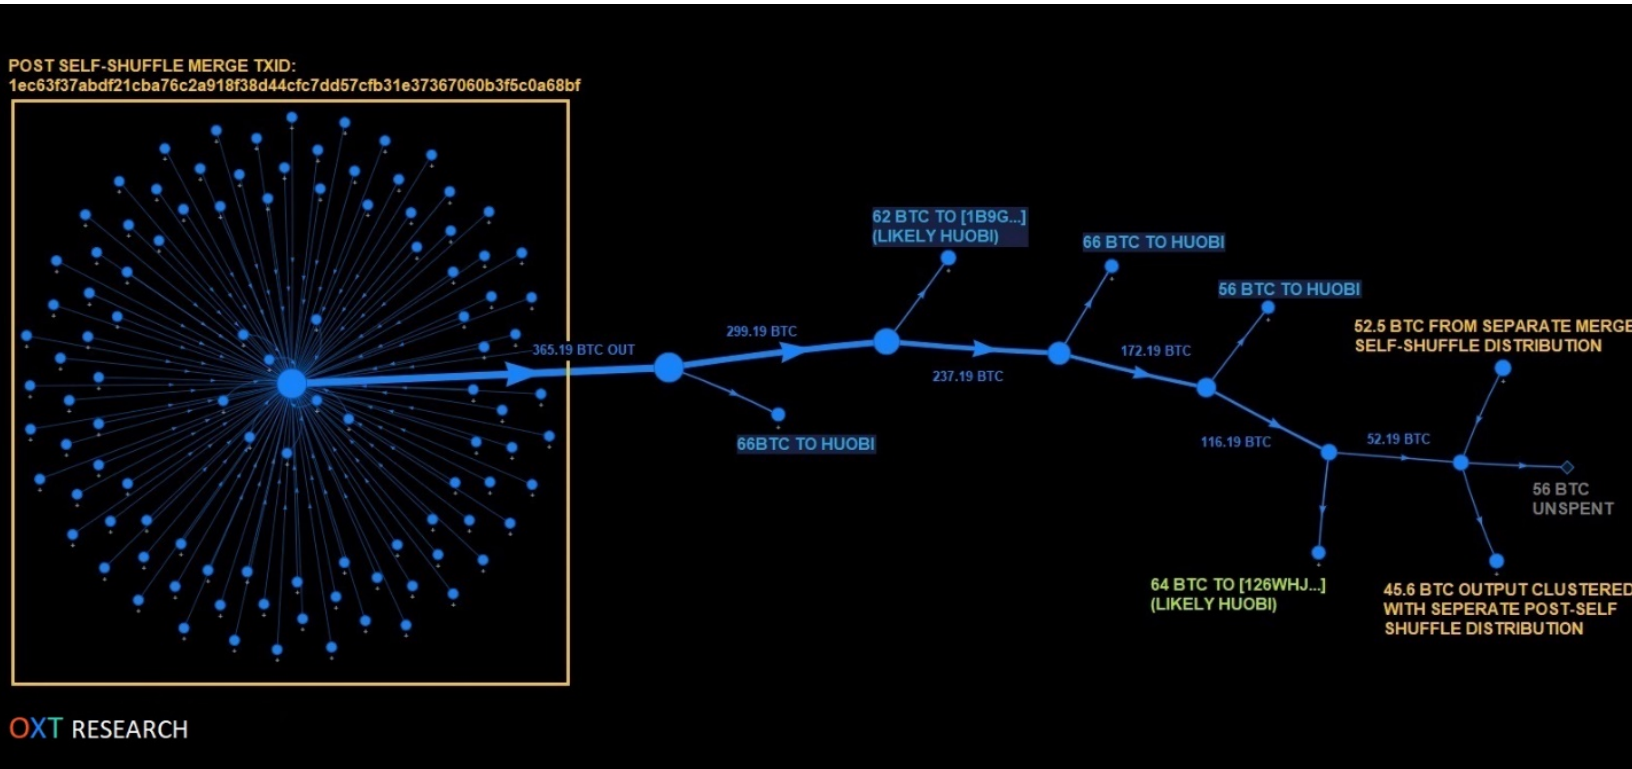 POST SELF-SHUFFLE MERGE TXID:
1ec63f37abdf21cba76c2a918f38d44cfc7dd57cfb31e37367060b3f5c0a68bf
365.19 BTC OUT
66BTC TO HUOBI
299.19 BTC
62 BTC TO [1B9G...]
(LIKELY HUOBI)
237.19 BTC
66 BTC TO HUOBI
172.19 BTC
56 BTC TO HUOBI
116.19 BTC
64 BTC TO [126WHJ...]
(LIKELY HUOBI)
52.19 BTC
52.5 BTC FROM SEPARATE MERGE
SELF-SHUFFLE DISTRIBUTION
56 BTC
UNSPENT
45.6 BTC OUTPUT CLUSTERED
WITH SEPERATE POST-SELF
SHUFFLE DISTRIBUTION
OXT RESEARCH